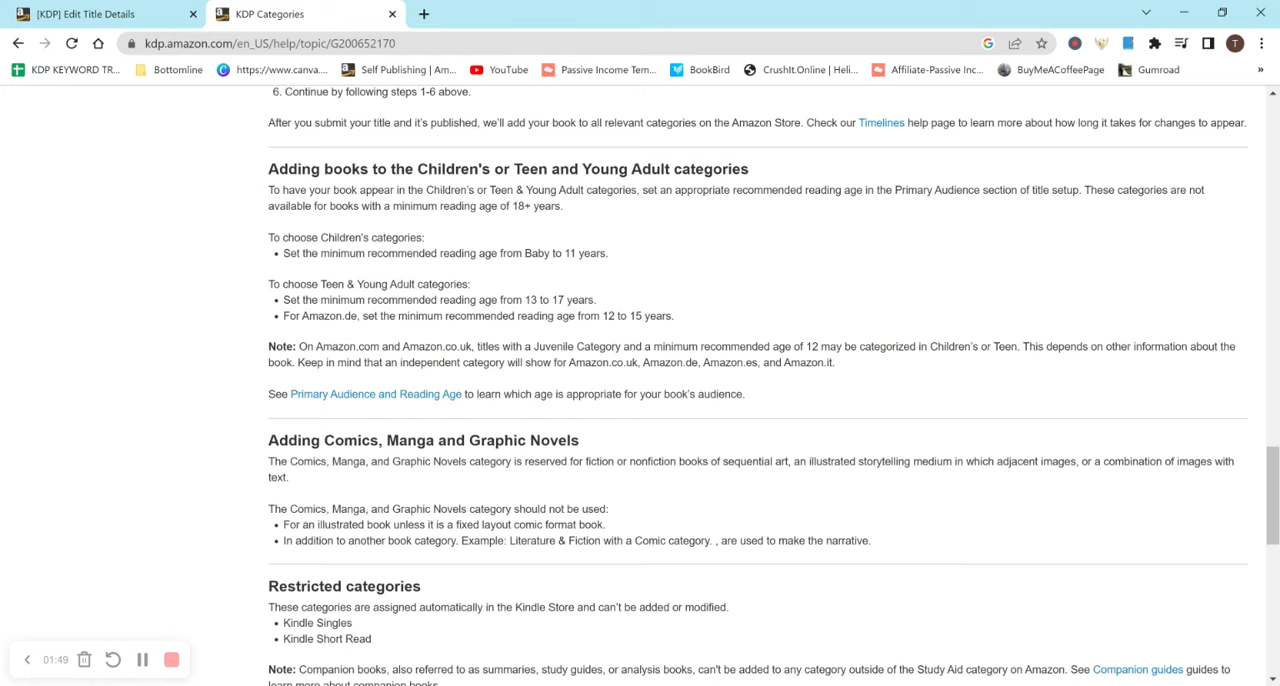 [KDP] Edit Title Details
KDP Categories
kdp.amazon.com/en_US/help/topic/G200652170
T
KDP KEYWORD TR...
Bottomline
https://www.canva....
Self Publishing | Am...
YouTube
Passive Income Tem...
BookBird
CrushIt.Online | Heli...
Affiliate-Passive Inc...
BuyMeACoffeePage
Gumroad
»
6. Continue by following steps 1-6 above.
After you submit your title and it's published, we'll add your book to all relevant categories on the Amazon Store. Check our Timelines help page to learn more about how long it takes for changes to appear.
Adding books to the Children's or Teen and Young Adult categories
To have your book appear in the Children's or Teen & Young Adult categories, set an appropriate recommended reading age in the Primary Audience section of title setup. These categories are not
available for books with a minimum reading age of 18+ years.
To choose Children's categories:
• Set the minimum recommended reading age from Baby to 11 years.
To choose Teen & Young Adult categories:
• Set the minimum recommended reading age from 13 to 17 years.
• For Amazon.de, set the minimum recommended reading age from 12 to 15 years.
Note: On Amazon.com and Amazon.co.uk, titles with a Juvenile Category and a minimum recommended age of 12 may be categorized in Children's or Teen. This depends on other information about the
book. Keep in mind that an independent category will show for Amazon.co.uk, Amazon.de, Amazon.es, and Amazon.it.
See Primary Audience and Reading Age to learn which age is appropriate for your book's audience.
Adding Comics, Manga and Graphic Novels
The Comics, Manga, and Graphic Novels category is reserved for fiction or nonfiction books of sequential art, an illustrated storytelling medium in which adjacent images, or a combination of images with
text.
The Comics, Manga, and Graphic Novels category should not be used:
• For an illustrated book unless it is a fixed layout comic format book.
• In addition to another book category. Example: Literature & Fiction with a Comic category. , are used to make the narrative.
Restricted categories
These categories are assigned automatically in the Kindle Store and can't be added or modified.
• Kindle Singles
• Kindle Short Read
01:49
Note: Companion books, also referred to as summaries, study guides, or analysis books, can't be added to any category outside of the Study Aid category on Amazon. See Companion guides guides to
learn more about companion books.